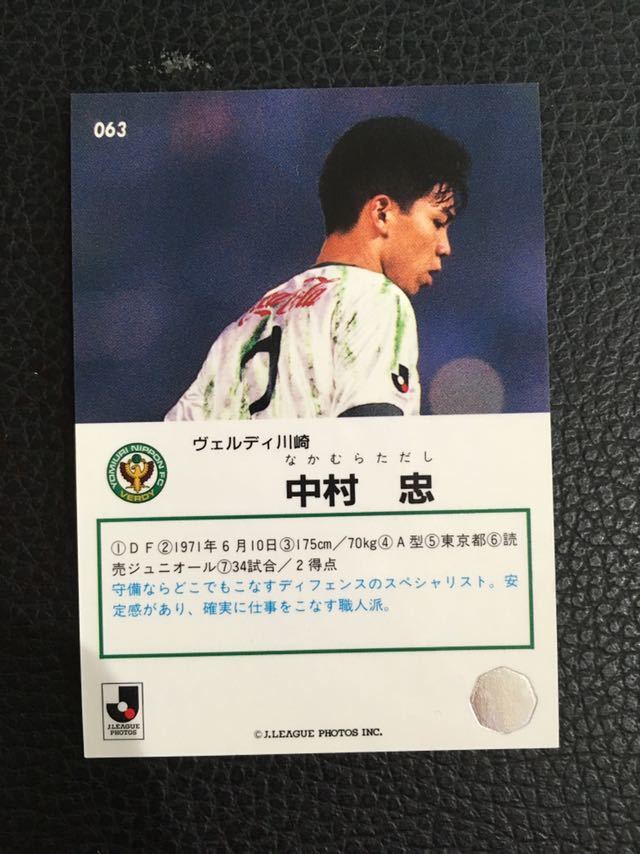 063
Coca-Cola
ヴェルディ川崎
なかむらただし
中村 忠
YOMIURI NIPPON FC
VERDY
①DF②1971年6月10日③175cm/70kg④A型⑤東京都⑥読
売ジュニオール⑦34試合/2得点
守備ならどこでもこなすディフェンスのスペシャリスト。安
定感があり、確実に仕事をこなす職人派。
J.LEAGUE
PHOTOS
©J.LEAGUE PHOTOS INC.